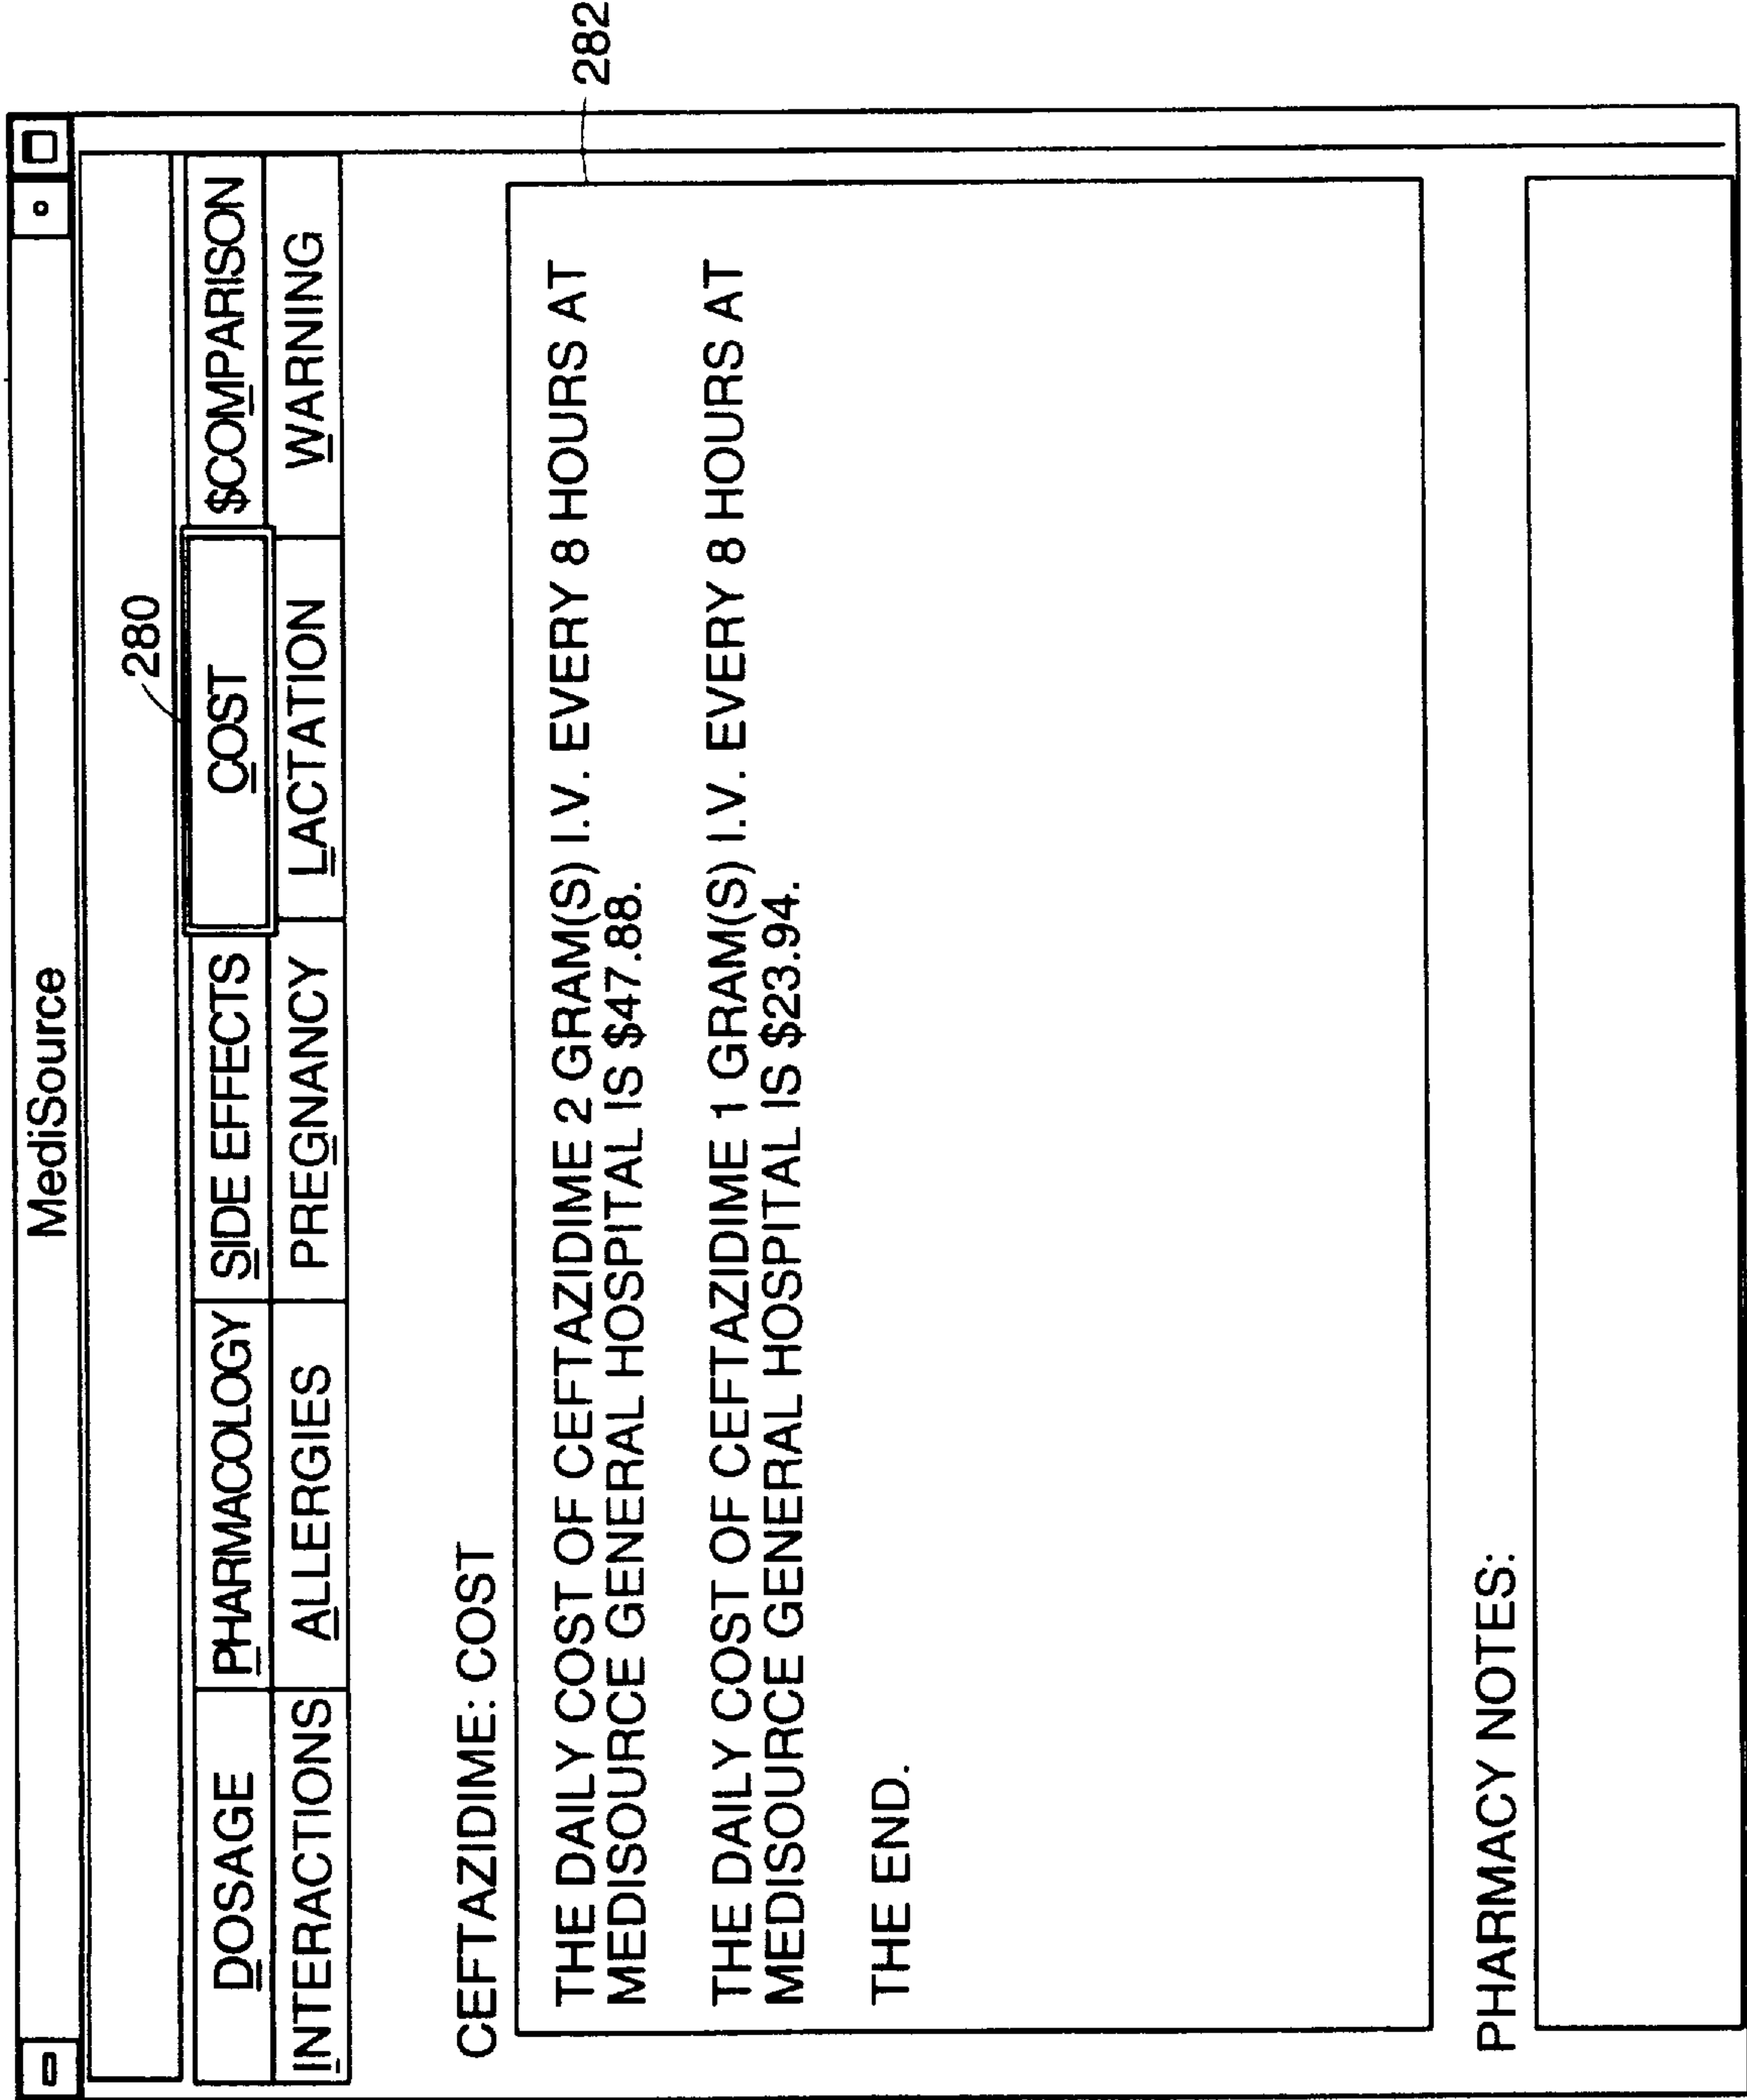 MediSource
280
DOSAGE PHARMACOLOGY SIDE EFFECTS COST $COMPARISON
INTERACTIONS ALLERGIES PREGNANCY LACTATION WARNING
CEFTAZIDIME: COST
282
THE DAILY COST OF CEFTAZIDIME 2 GRAM(S) I.V. EVERY 8 HOURS AT
MEDISOURCE GENERAL HOSPITAL IS $47.88.
THE DAILY COST OF CEFTAZIDIME 1 GRAM(S) I.V. EVERY 8 HOURS AT
MEDISOURCE GENERAL HOSPITAL IS $23.94.
THE END.
PHARMACY NOTES: